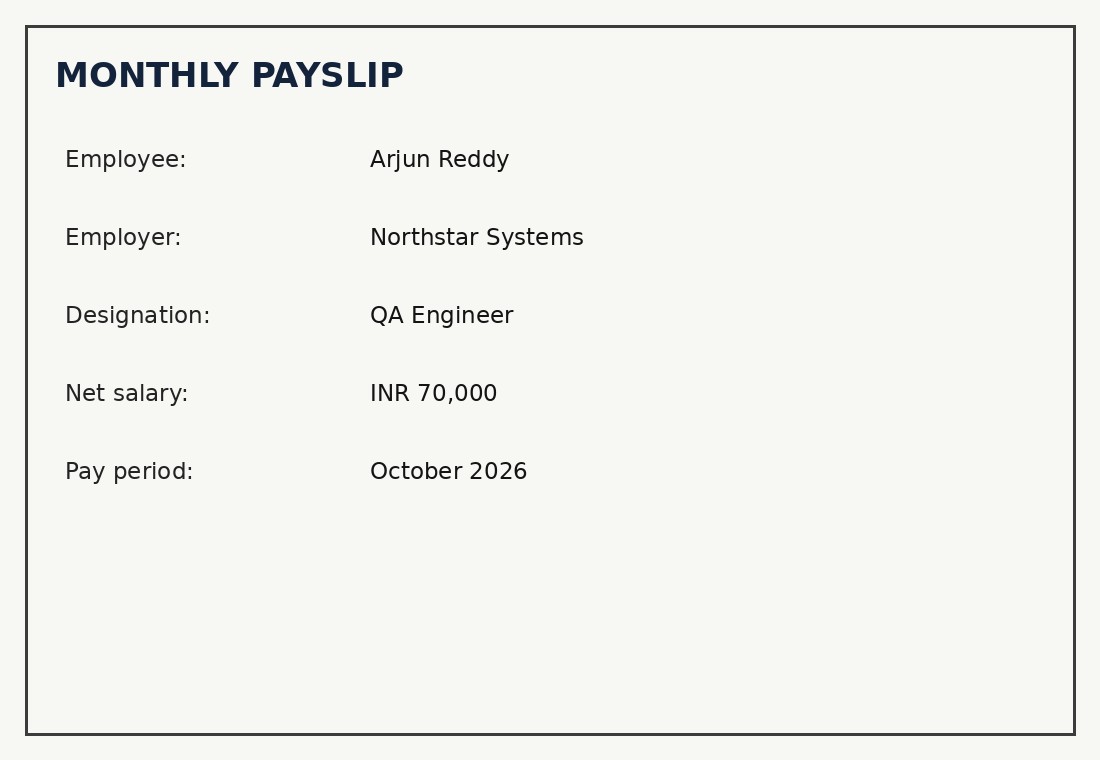 MONTHLY PAYSLIP
Employee: Arjun Reddy
Employer: Northstar Systems
Designation: QA Engineer
Net salary: INR 70,000
Pay period: October 2026